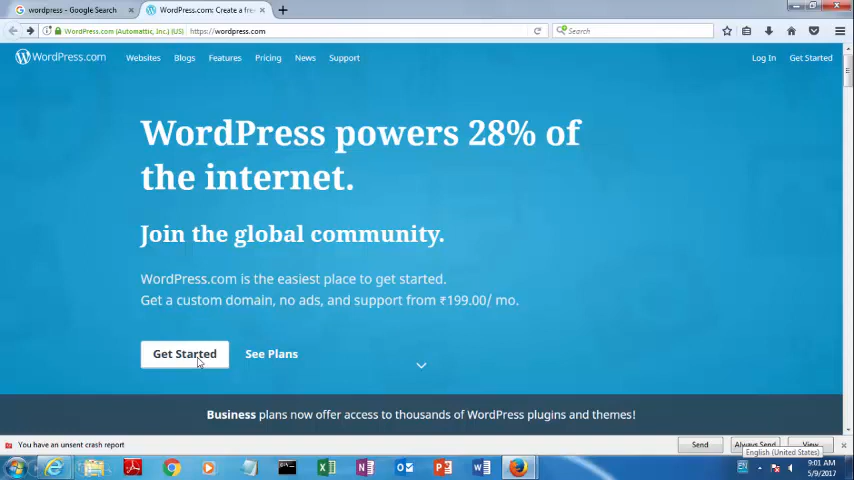 wordpress - Google Search
WordPress.com: Create a fre
WordPress.com (Automattic, Inc.) (US)
https://wordpress.com
Search
WordPress.com
Websites
Blogs
Features
Pricing
News
Support
Log In
Get Started
WordPress powers 28% of
the internet.
Join the global community.
WordPress.com is the easiest place to get started.
Get a custom domain, no ads, and support from ₹199.00/ mo.
Get Started
See Plans
Business plans now offer access to thousands of WordPress plugins and themes!
You have an unsent crash report
Send
Always Send
View
English (United States)
9:01 AM
5/9/2017